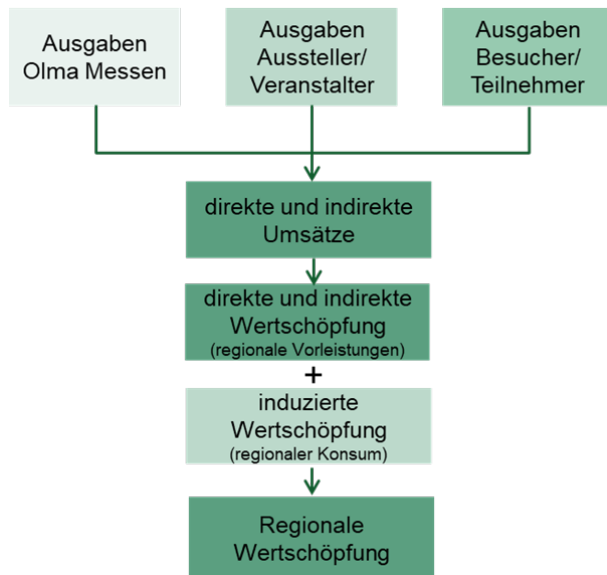 Ausgaben
Olma Messen
Ausgaben
Aussteller/
Veranstalter
Ausgaben
Besucher/
Teilnehmer
direkte und indirekte
Umsätze
direkte und indirekte
Wertschöpfung
(regionale Vorleistungen)
+
induzierte
Wertschöpfung
(regionaler Konsum)
Regionale
Wertschöpfung